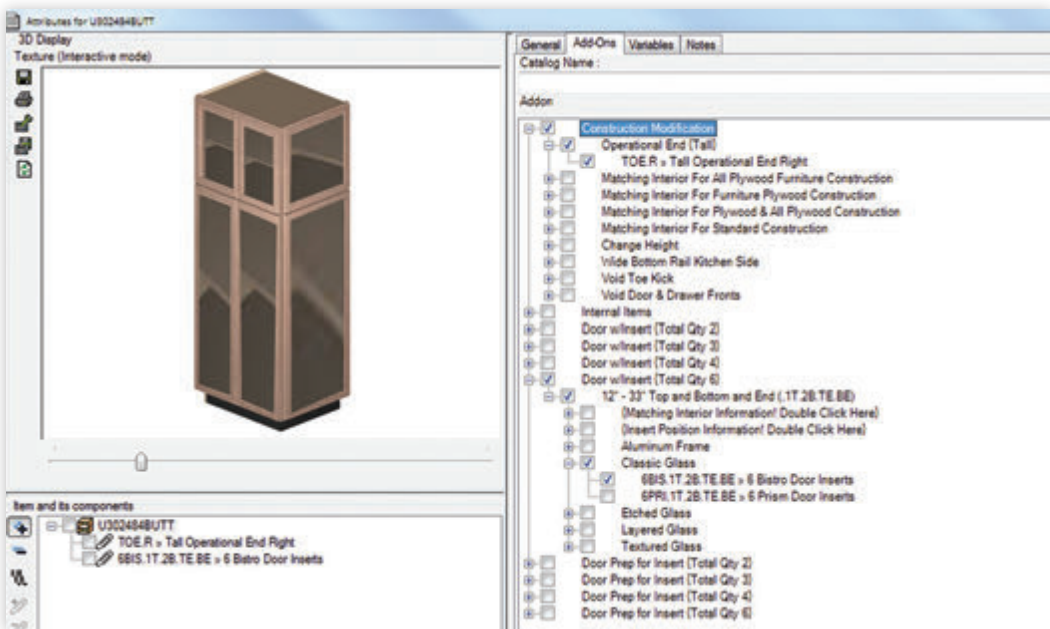 Attributes for U302484BUTT
3D Display
Texture (Interactive mode)
General Add-Ons Variables Notes
Catalog Name :
Addon
Construction Modification
Operational End (Tall)
TOE.R » Tall Operational End Right
Matching Interior For All Plywood Furniture Construction
Matching Interior For Furniture Plywood Construction
Matching Interior For Plywood & All Plywood Construction
Matching Interior For Standard Construction
Change Height
Wide Bottom Rail Kitchen Side
Void Toe Kick
Void Door & Drawer Fronts
Internal Items
Door w/Insert (Total Qty 2)
Door w/Insert (Total Qty 3)
Door w/Insert (Total Qty 4)
Door w/Insert (Total Qty 6)
12" - 33" Top and Bottom and End (.1T.2B.TE.BE)
(Matching Interior Information! Double Click Here)
(Insert Position Information! Double Click Here)
Aluminum Frame
Classic Glass
6BIS.1T.2B.TE.BE » 6 Bistro Door Inserts
6PRI.1T.2B.TE.BE » 6 Prism Door Inserts
Etched Glass
Layered Glass
Textured Glass
Door Prep for Insert (Total Qty 2)
Door Prep for Insert (Total Qty 3)
Door Prep for Insert (Total Qty 4)
Door Prep for Insert (Total Qty 6)
Item and its components
U302484BUTT
TOE.R » Tall Operational End Right
6BIS.1T.2B.TE.BE » 6 Bistro Door Inserts